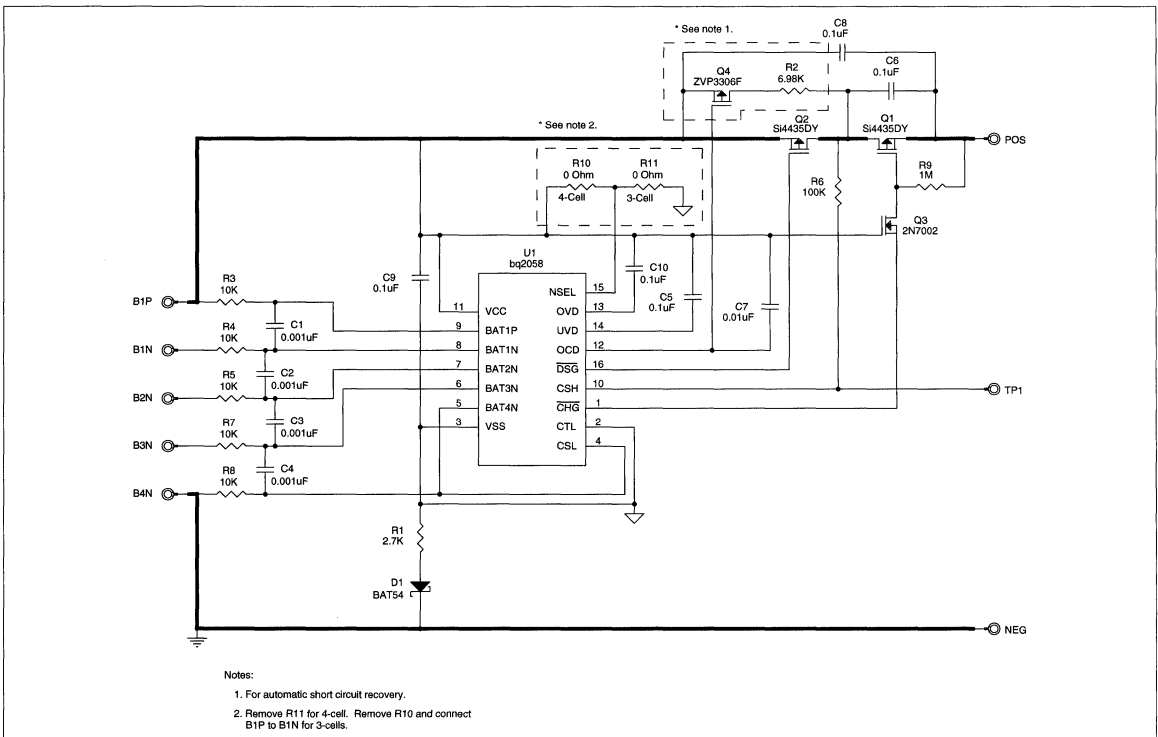 C8
0.1uF
* See note 1.
C6
0.1uF
Q4
ZVP3306F
R2
6.98K
* See note 2.
Q2
Si4435DY
Q1
Si4435DY
POS
R10
0 Ohm
4-Cell
R11
0 Ohm
3-Cell
R6
100K
R9
1M
Q3
2N7002
U1
bq2058
C9
0.1uF
C10
0.1uF
C5
0.1uF
C7
0.01uF
B1P
R3
10K
B1N
R4
10K
C1
0.001uF
B2N
R5
10K
C2
0.001uF
B3N
R7
10K
C3
0.001uF
B4N
R8
10K
C4
0.001uF
11 VCC
9 BAT1P
8 BAT1N
7 BAT2N
6 BAT3N
5 BAT4N
3 VSS
NSEL 15
OVD 13
UVD 14
OCD 12
DSG 16
CSH 10
CHG 1
CTL 2
CSL 4
TP1
R1
2.7K
D1
BAT54
NEG
Notes:
1. For automatic short circuit recovery.
2. Remove R11 for 4-cell. Remove R10 and connect
B1P to B1N for 3-cells.